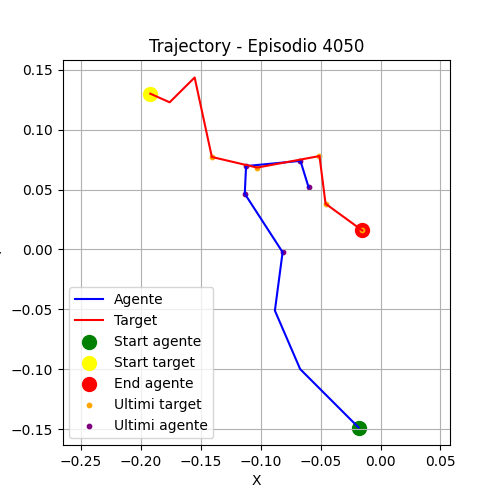 Trajectory - Episodio 4050
0.15
0.10
0.05
0.00
−0.05
−0.10
−0.15
Agente
Target
Start agente
Start target
End agente
Ultimi target
Ultimi agente
−0.25 −0.20 −0.15 −0.10 −0.05 0.00 0.05
X